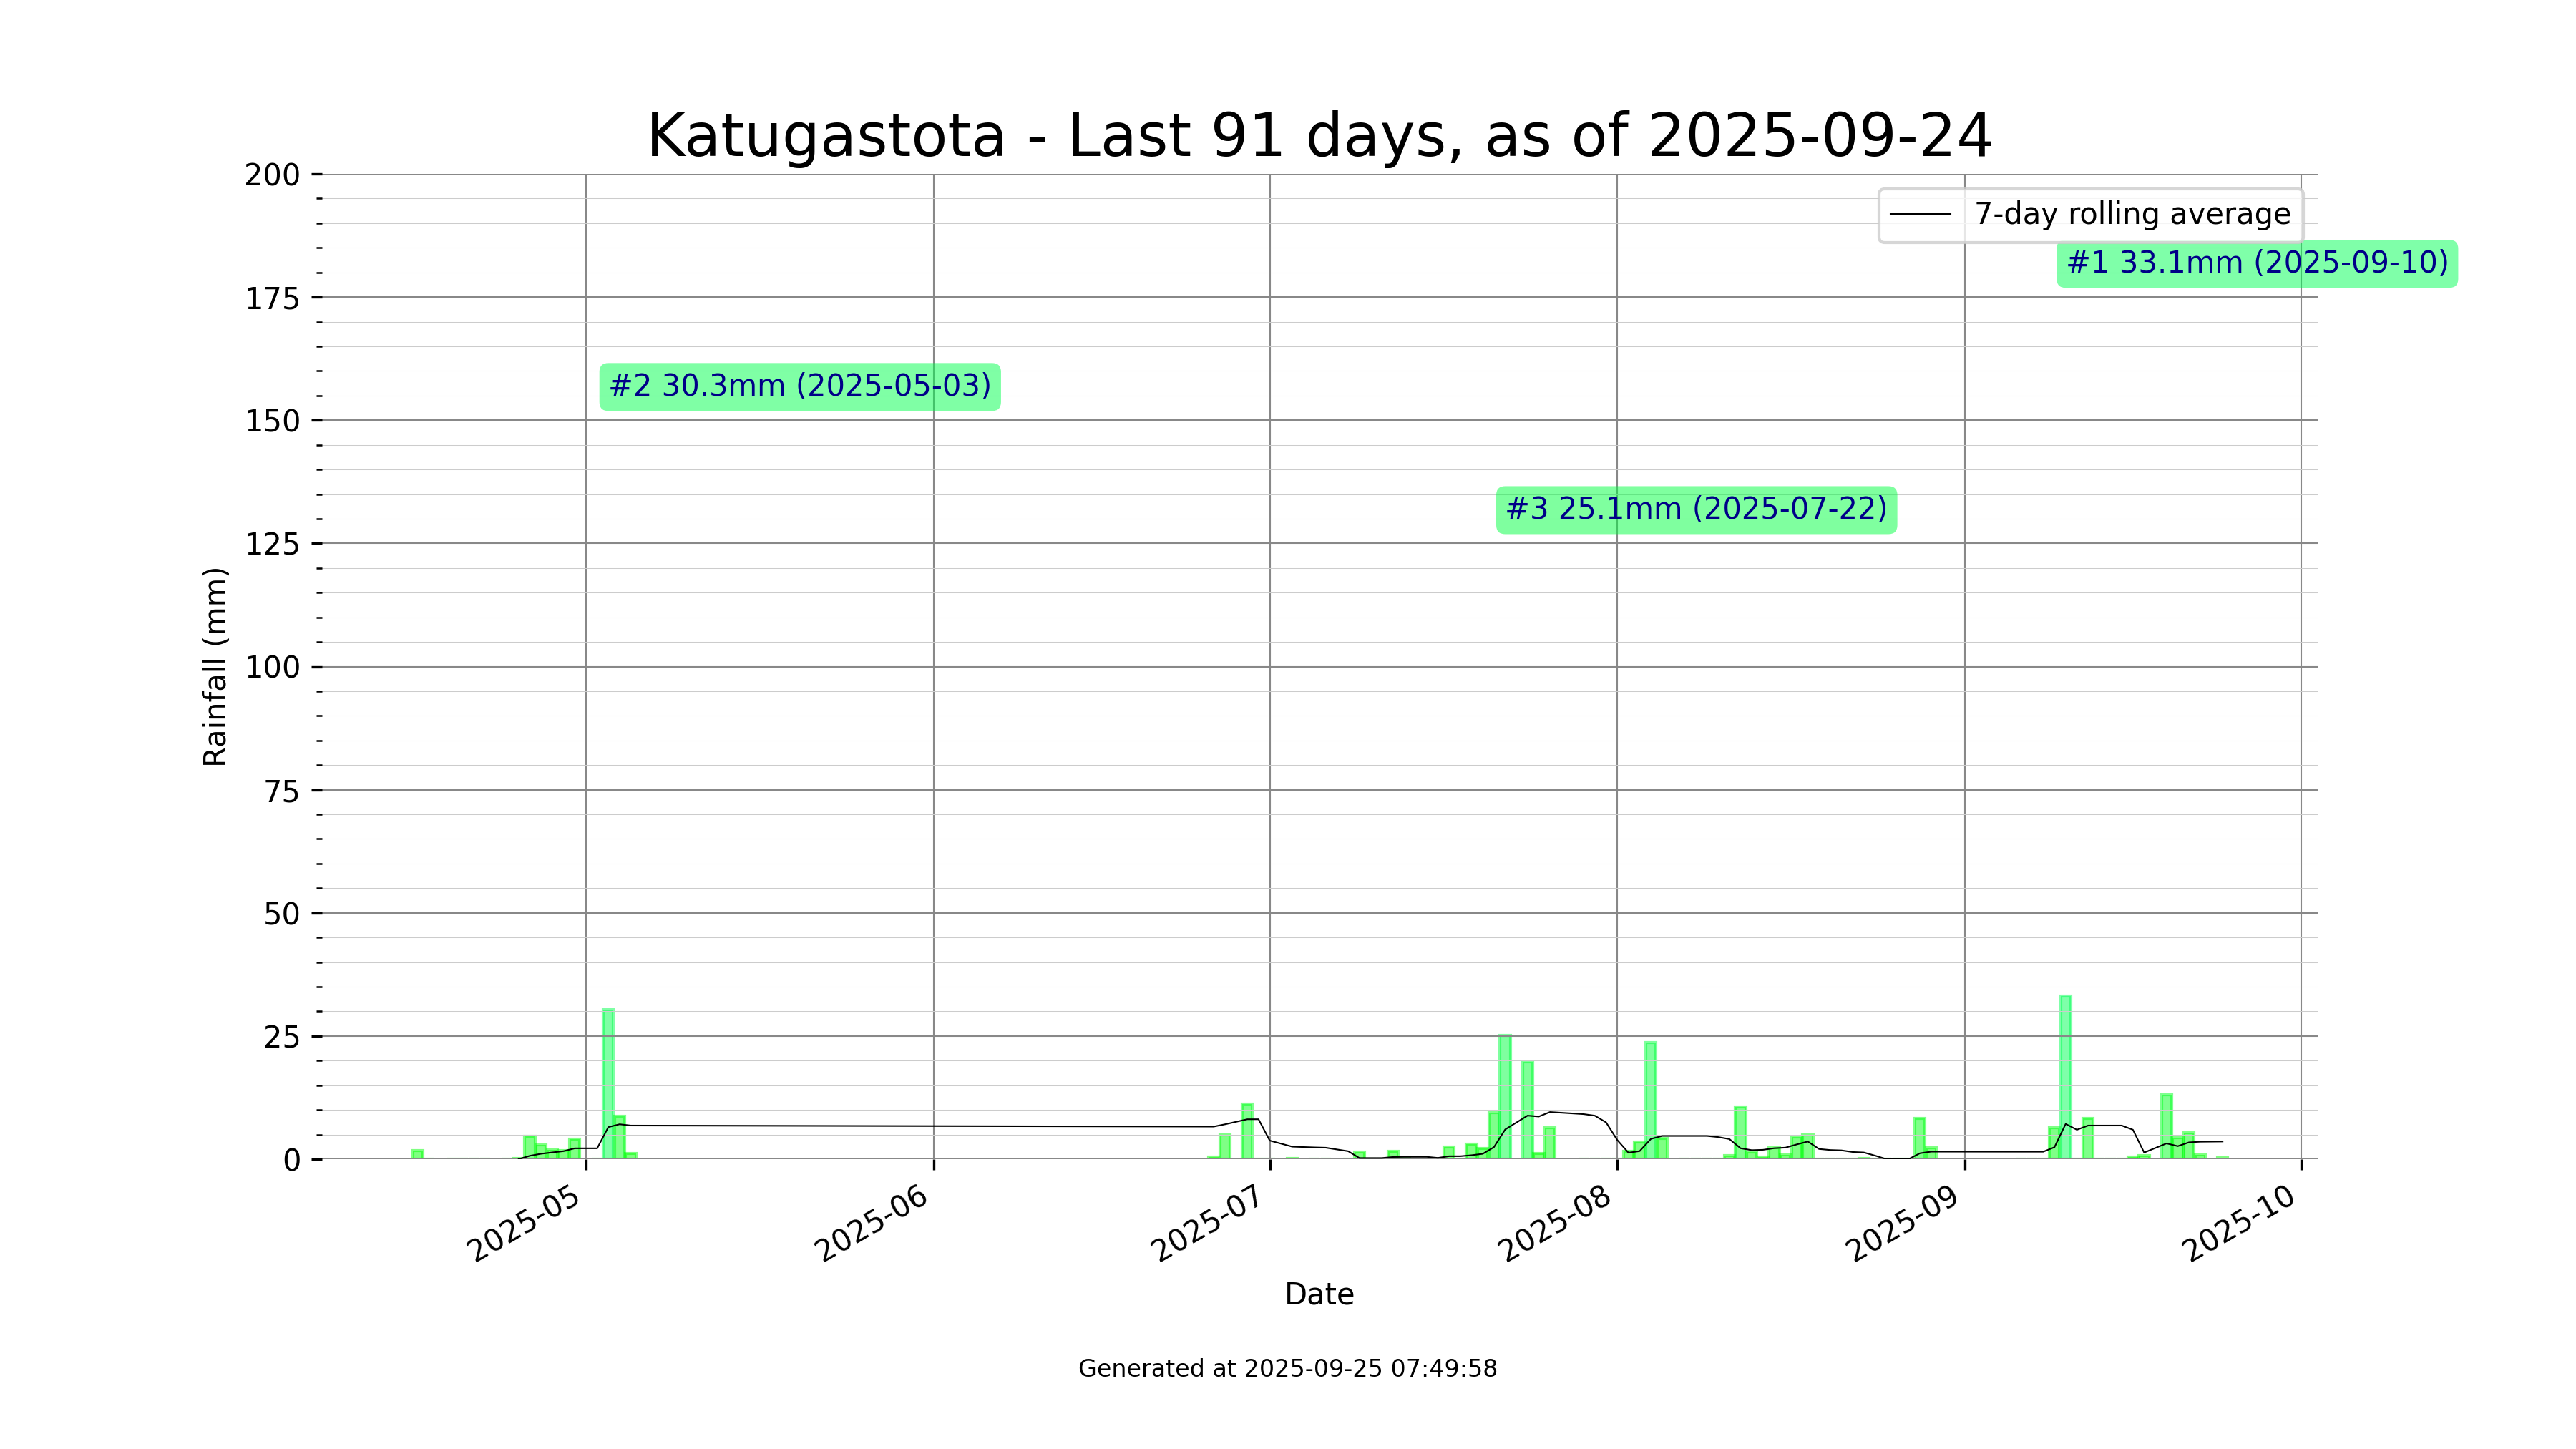 Katugastota - Last 91 days, as of 2025-09-24
200
175
150
125
100
75
50
25
0
Rainfall (mm)
7-day rolling average
#1 33.1mm (2025-09-10)
#2 30.3mm (2025-05-03)
#3 25.1mm (2025-07-22)
2025-05
2025-06
2025-07
2025-08
2025-09
2025-10
Date
Generated at 2025-09-25 07:49:58